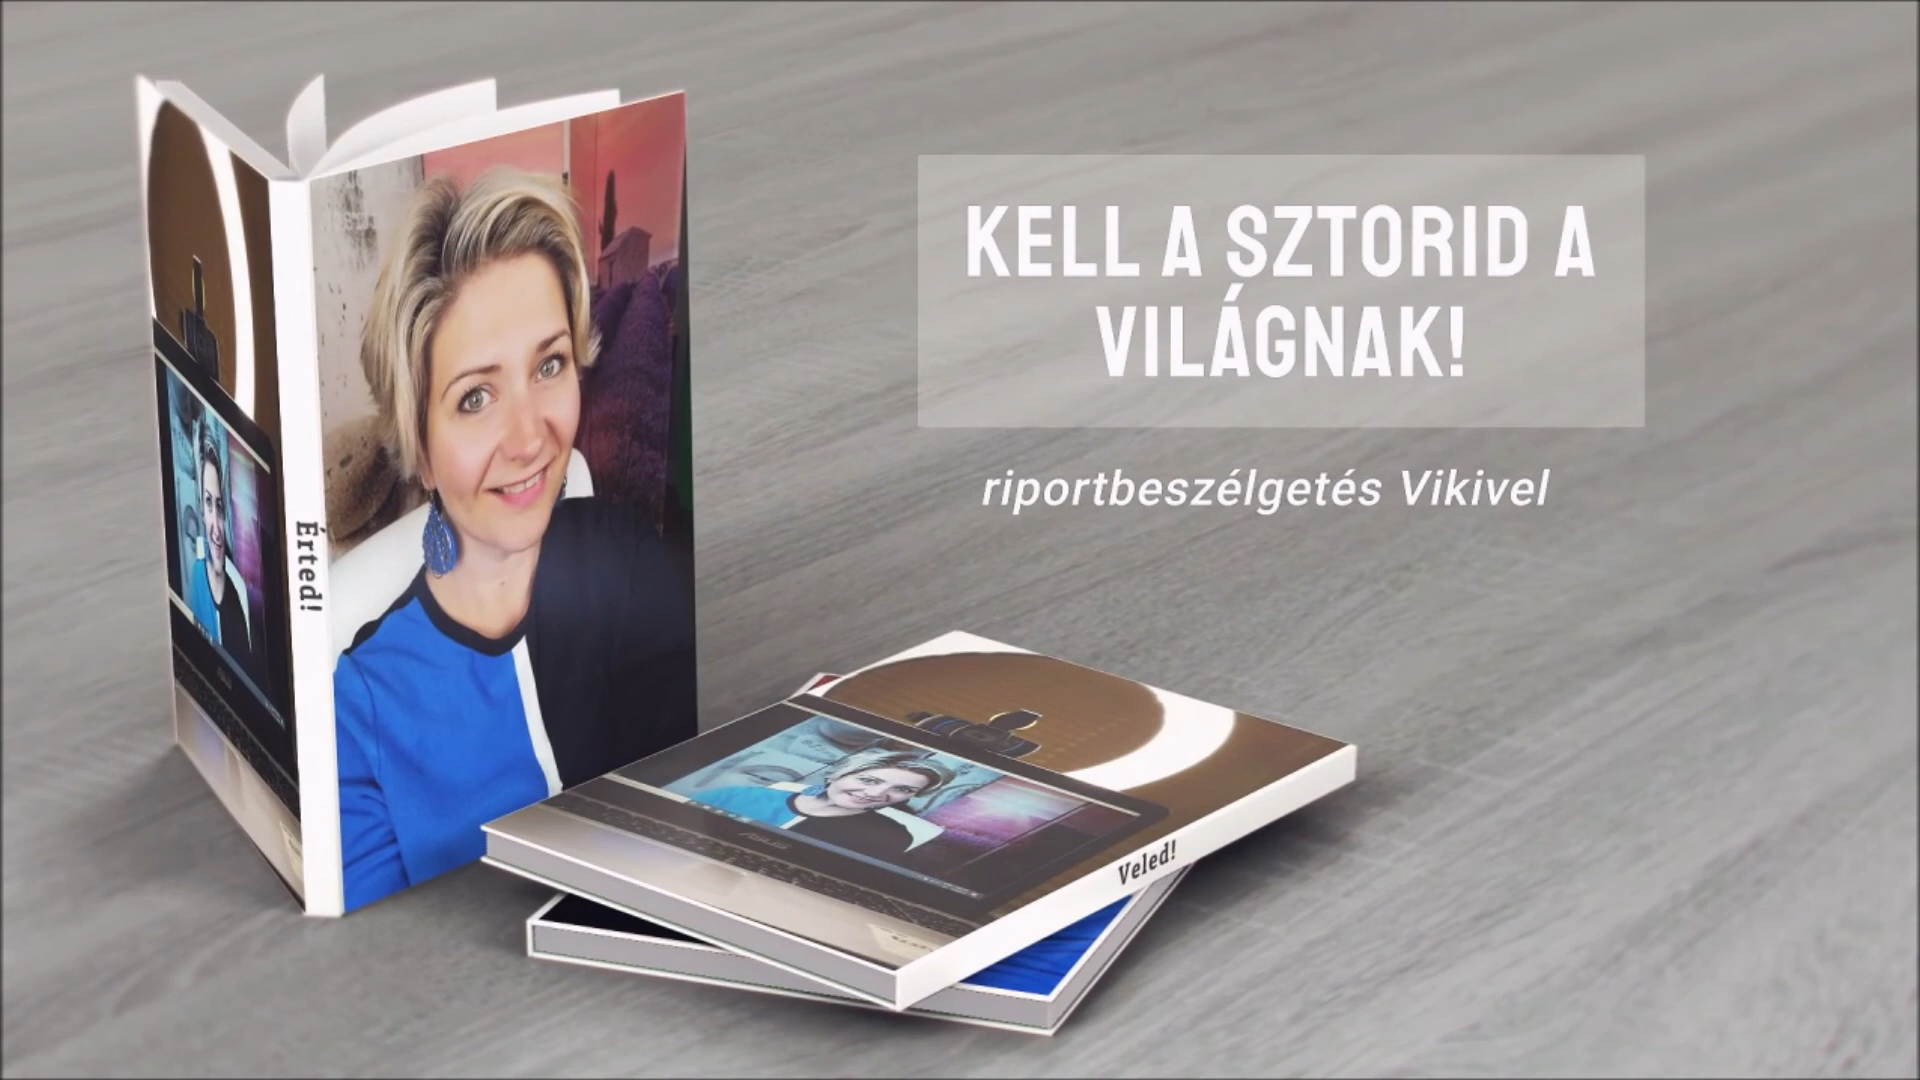 KELL A SZTORID A
VILÁGNAK!
riportbeszélgetés Vikivel
Érted!
Veled!